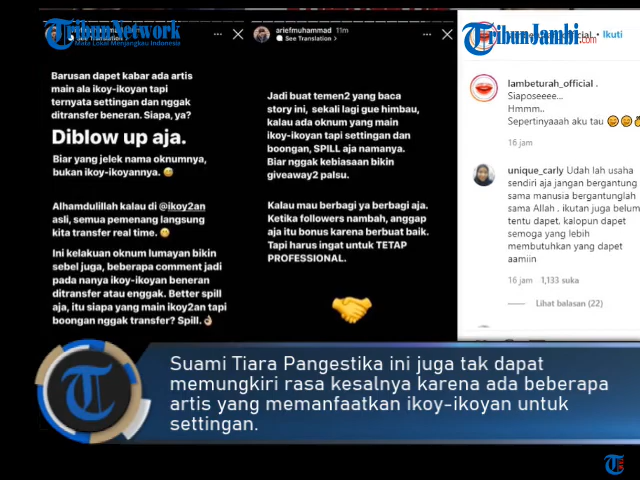 Tribun Network
Mata Lokal Menjangkau Indonesia
See Translation >
Barusan dapet kabar ada artis
main ala ikoy-ikoyan tapi
ternyata settingan dan nggak
ditransfer beneran. Siapa, ya?
Diblow up aja.
Biar yang jelek nama oknumnya,
bukan ikoy-ikoyannya. 😅
Alhamdulillah kalau di @ikoy2an
asli, semua pemenang langsung
kita transfer real time. 😁
Ini kelakuan oknum lumayan bikin
sebel juga, beberapa comment jadi
pada nanya ikoy-ikoyan beneran
ditransfer atau enggak. Better spill
aja, itu siapa yang main ikoy2an tapi
boongan nggak transfer? Spill.👌
ariefmuhammad 11m
See Translation >
Jadi buat temen2 yang baca
story ini, sekali lagi gue himbau,
kalau ada oknum yang main
ikoy-ikoyan tapi settingan dan
boongan, SPILL aja namanya.
Biar nggak kebiasaan bikin
giveaway2 palsu.
Kalau mau berbagi ya berbagi aja.
Ketika followers nambah, anggap
aja itu bonus karena berbuat baik.
Tapi harus ingat untuk TETAP
PROFESSIONAL.
🤝
TribunJambi.com
Ikuti
lambeturah_official .
Siaposeeee...
Hmmm..
Sepertinyaaah aku tau 😊😊
16 jam
unique_carly Udah lah usaha
sendiri aja jangan bergantung
sama manusia bergantunglah
sama Allah . ikutan juga belum
tentu dapet, kalopun dapet
semoga yang lebih
membutuhkan yang dapet
aamiin
16 jam 1,133 suka
Lihat balasan (22)
Suami Tiara Pangestika ini juga tak dapat
memungkiri rasa kesalnya karena ada beberapa
artis yang memanfaatkan ikoy-ikoyan untuk
settingan.